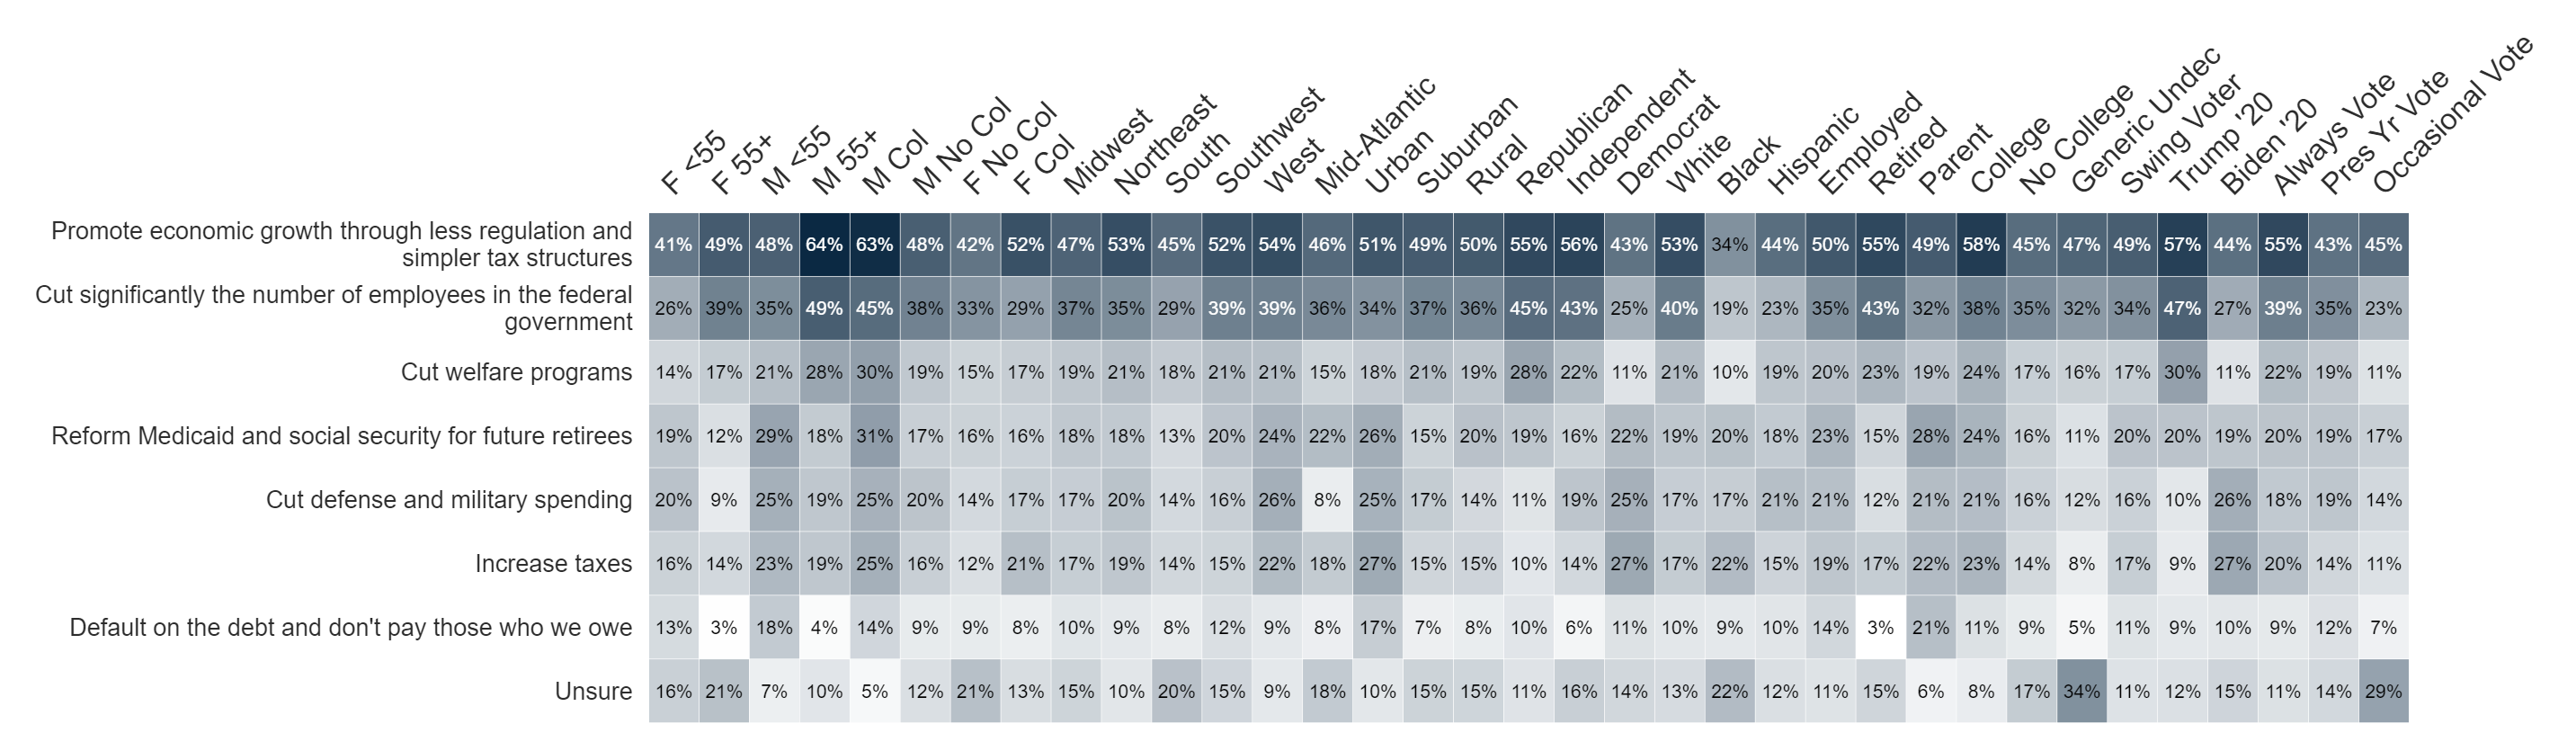 F <55 F 55+ M <55 M 55+ M Col M No Col F No Col F Col Midwest Northeast South Southwest West Mid-Atlantic Urban Suburban Rural Republican Independent Democrat White Black Hispanic Employed Retired Parent College No College Generic Undec Swing Voter Trump '20 Biden '20 Always Vote Pres Yr Vote Occasional Vote
Promote economic growth through less regulation and
simpler tax structures
41% 49% 48% 64% 63% 48% 42% 52% 47% 53% 45% 52% 54% 46% 51% 49% 50% 55% 56% 43% 53% 34% 44% 50% 55% 49% 58% 45% 47% 49% 57% 44% 55% 43% 45%
Cut significantly the number of employees in the federal
government
26% 39% 35% 49% 45% 38% 33% 29% 37% 35% 29% 39% 39% 36% 34% 37% 36% 45% 43% 25% 40% 19% 23% 35% 43% 32% 38% 35% 32% 34% 47% 27% 39% 35% 23%
Cut welfare programs 14% 17% 21% 28% 30% 19% 15% 17% 19% 21% 18% 21% 21% 15% 18% 21% 19% 28% 22% 11% 21% 10% 19% 20% 23% 19% 24% 17% 16% 17% 30% 11% 22% 19% 11%
Reform Medicaid and social security for future retirees 19% 12% 29% 18% 31% 17% 16% 16% 18% 18% 13% 20% 24% 22% 26% 15% 20% 19% 16% 22% 19% 20% 18% 23% 15% 28% 24% 16% 11% 20% 20% 19% 20% 19% 17%
Cut defense and military spending 20% 9% 25% 19% 25% 20% 14% 17% 17% 20% 14% 16% 26% 8% 25% 17% 14% 11% 19% 25% 17% 17% 21% 21% 12% 21% 21% 16% 12% 16% 10% 26% 18% 19% 14%
Increase taxes 16% 14% 23% 19% 25% 16% 12% 21% 17% 19% 14% 15% 22% 18% 27% 15% 15% 10% 14% 27% 17% 22% 15% 19% 17% 22% 23% 14% 8% 17% 9% 27% 20% 14% 11%
Default on the debt and don't pay those who we owe 13% 3% 18% 4% 14% 9% 9% 8% 10% 9% 8% 12% 9% 8% 17% 7% 8% 10% 6% 11% 10% 9% 10% 14% 3% 21% 11% 9% 5% 11% 9% 10% 9% 12% 7%
Unsure 16% 21% 7% 10% 5% 12% 21% 13% 15% 10% 20% 15% 9% 18% 10% 15% 15% 11% 16% 14% 13% 22% 12% 11% 15% 6% 8% 17% 34% 11% 12% 15% 11% 14% 29%